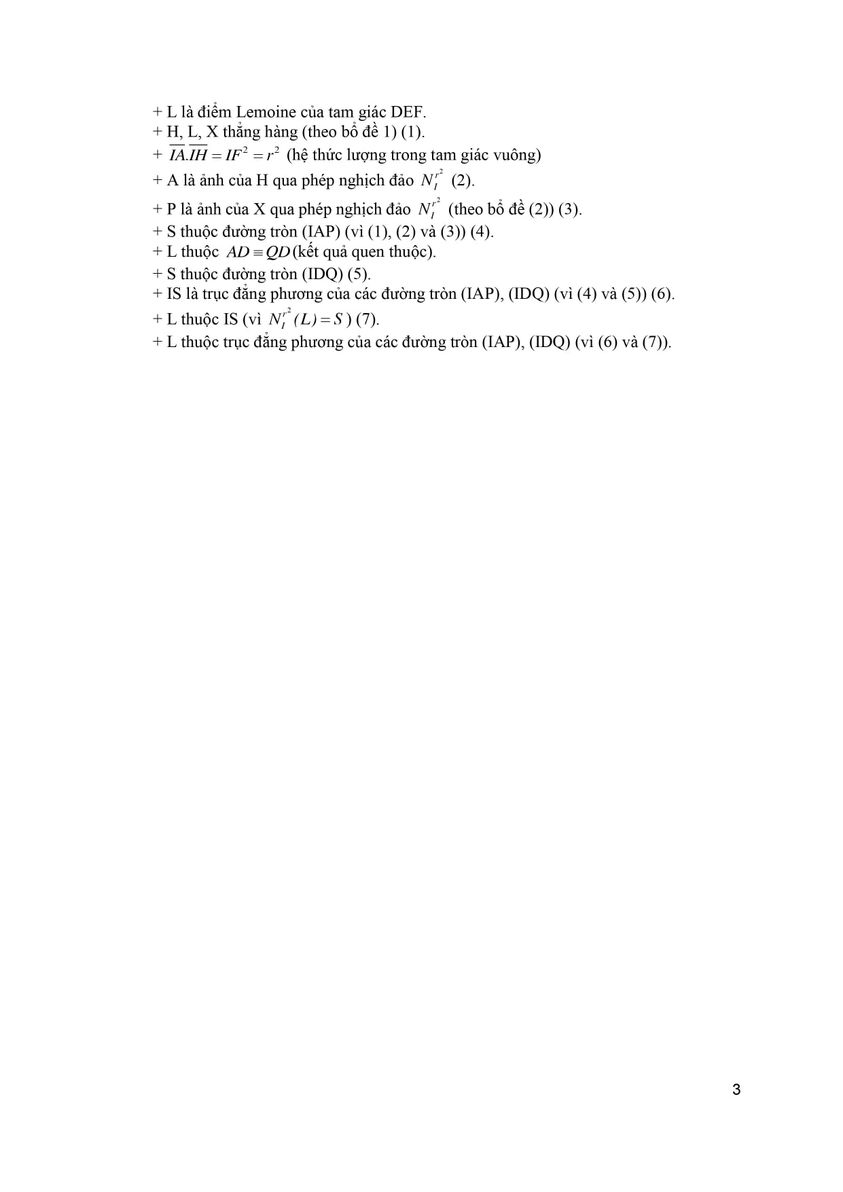 + L là điểm Lemoine của tam giác DEF.
+ H, L, X thẳng hàng (theo bổ đề 1) (1).
+ $\overline{IA}.\overline{IH} = IF^2 = r^2$ (hệ thức lượng trong tam giác vuông)
+ A là ảnh của H qua phép nghịch đảo $N_I^{r^2}$ (2).
+ P là ảnh của X qua phép nghịch đảo $N_I^{r^2}$ (theo bổ đề (2)) (3).
+ S thuộc đường tròn (IAP) (vì (1), (2) và (3)) (4).
+ L thuộc $AD \equiv QD$(kết quả quen thuộc).
+ S thuộc đường tròn (IDQ) (5).
+ IS là trục đẳng phương của các đường tròn (IAP), (IDQ) (vì (4) và (5)) (6).
+ L thuộc IS (vì $N_I^{r^2}(L) = S$ ) (7).
+ L thuộc trục đẳng phương của các đường tròn (IAP), (IDQ) (vì (6) và (7)).
3